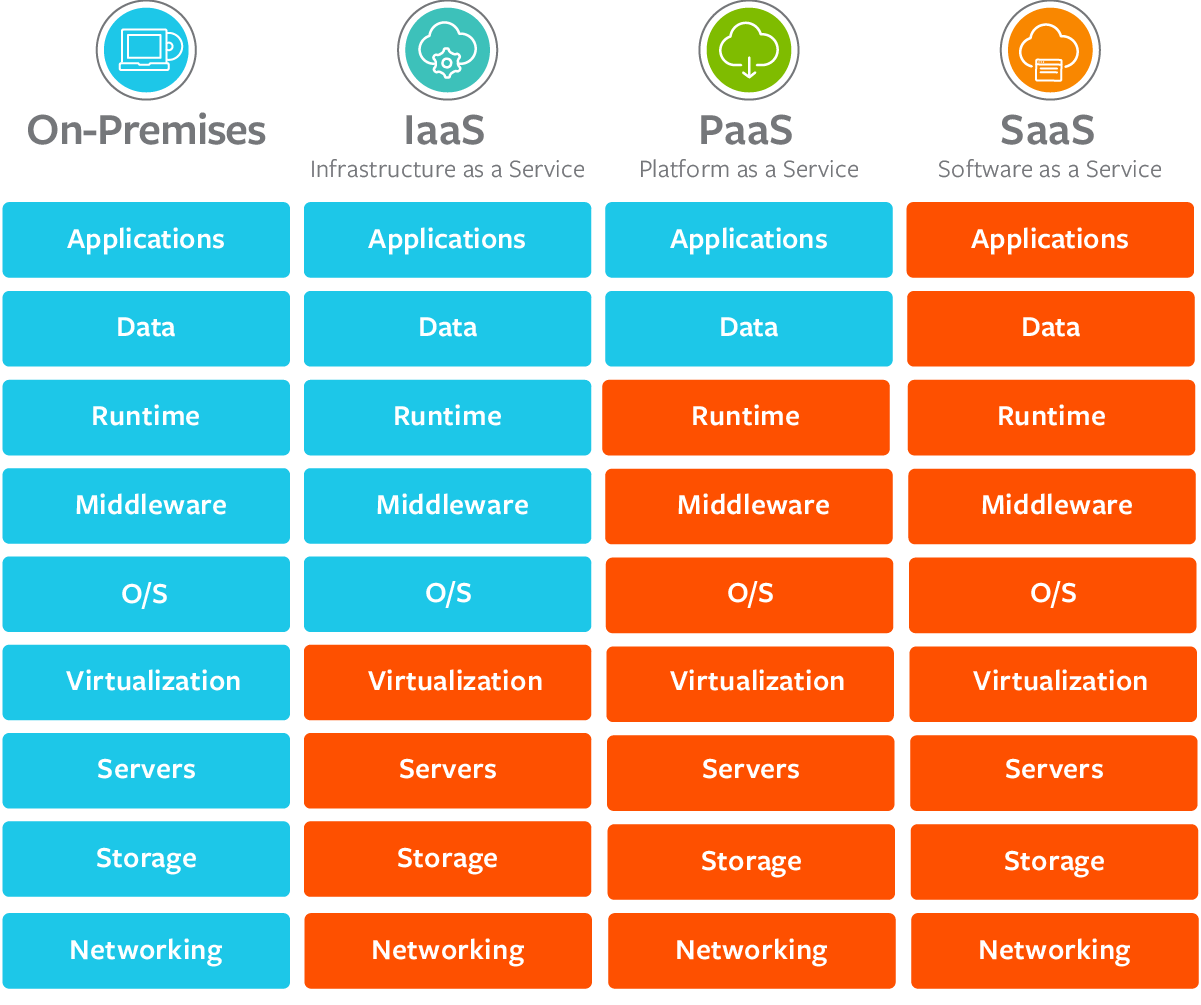 On-Premises
IaaS
Infrastructure as a Service
PaaS
Platform as a Service
SaaS
Software as a Service
Applications
Applications
Applications
Applications
Data
Data
Data
Data
Runtime
Runtime
Runtime
Runtime
Middleware
Middleware
Middleware
Middleware
O/S
O/S
O/S
O/S
Virtualization
Virtualization
Virtualization
Virtualization
Servers
Servers
Servers
Servers
Storage
Storage
Storage
Storage
Networking
Networking
Networking
Networking